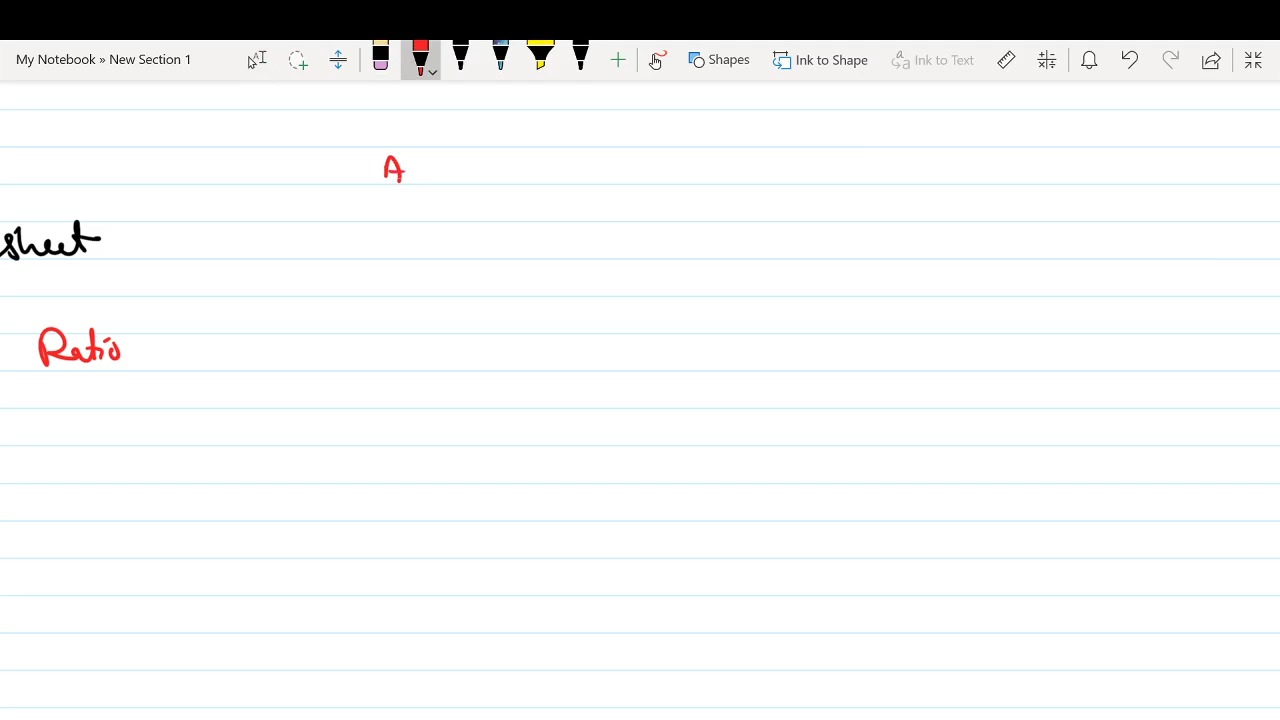 My Notebook » New Section 1 Shapes Ink to Shape Ink to Text
A
sheet
Ratio